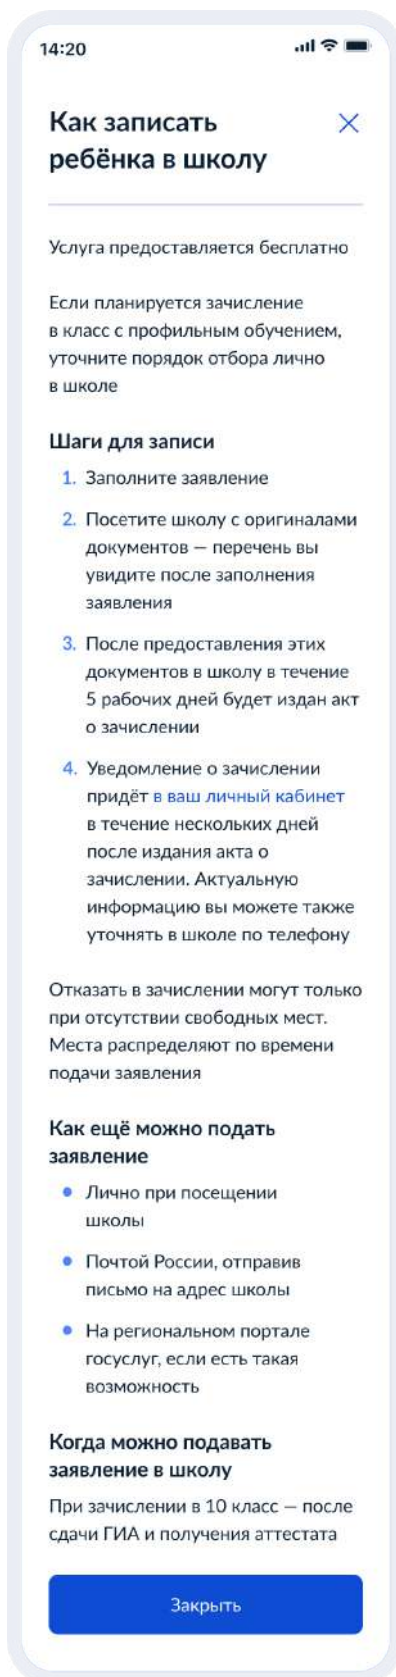 14:20
Как записать
ребёнка в школу
Услуга предоставляется бесплатно
Если планируется зачисление
в класс с профильным обучением,
уточните порядок отбора лично
в школе
Шаги для записи
1. Заполните заявление
2. Посетите школу с оригиналами
документов — перечень вы
увидите после заполнения
заявления
3. После предоставления этих
документов в школу в течение
5 рабочих дней будет издан акт
о зачислении
4. Уведомление о зачислении
придёт в ваш личный кабинет
в течение нескольких дней
после издания акта о
зачислении. Актуальную
информацию вы можете также
уточнять в школе по телефону
Отказать в зачислении могут только
при отсутствии свободных мест.
Места распределяют по времени
подачи заявления
Как ещё можно подать
заявление
• Лично при посещении
школы
• Почтой России, отправив
письмо на адрес школы
• На региональном портале
госуслуг, если есть такая
возможность
Когда можно подавать
заявление в школу
При зачислении в 10 класс — после
сдачи ГИА и получения аттестата
Закрыть